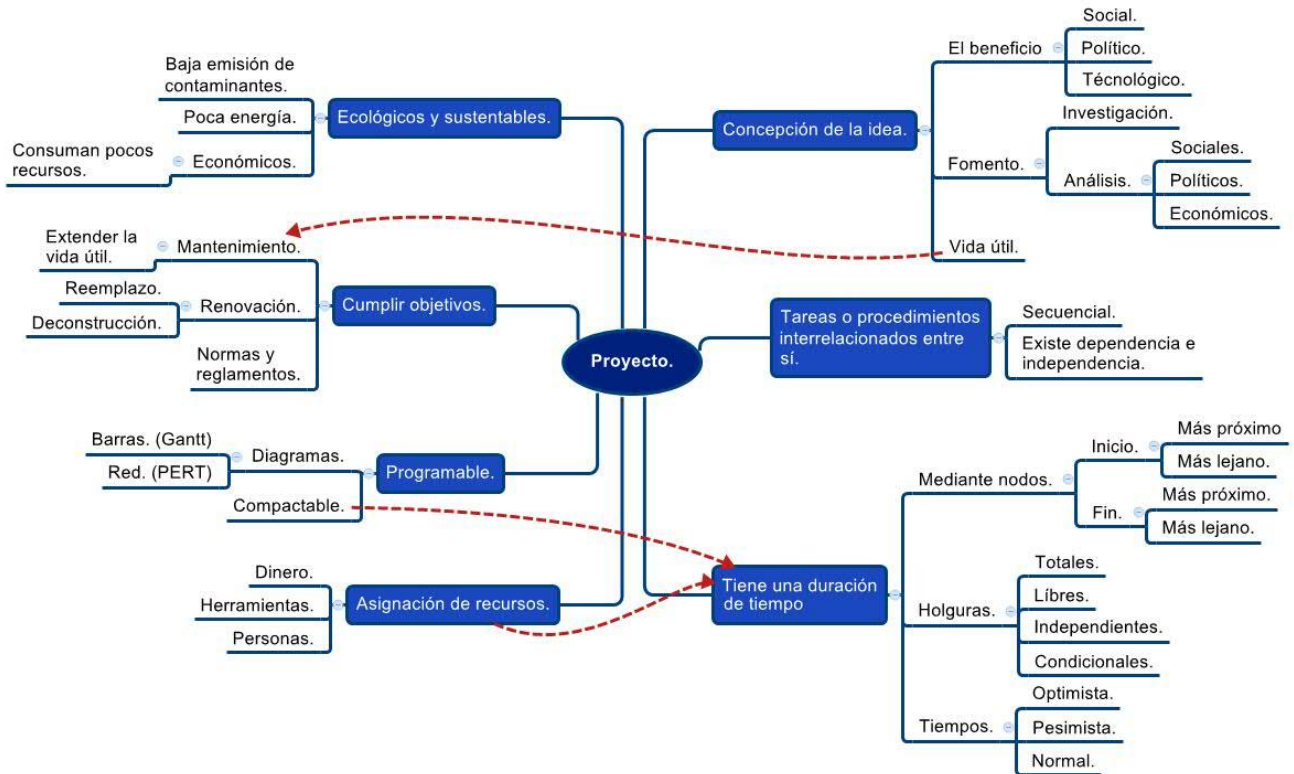 Proyecto.
Concepción de la idea.
El beneficio
Social.
Político.
Técnológico.
Fomento.
Investigación.
Análisis.
Sociales.
Políticos.
Económicos.
Vida útil.
Tareas o procedimientos
interrelacionados entre
sí.
Secuencial.
Existe dependencia e
independencia.
Tiene una duración
de tiempo
Mediante nodos.
Inicio.
Más próximo
Más lejano.
Fin.
Más próximo.
Más lejano.
Holguras.
Totales.
Líbres.
Independientes.
Condicionales.
Tiempos.
Optimista.
Pesimista.
Normal.
Ecológicos y sustentables.
Baja emisión de
contaminantes.
Poca energía.
Económicos.
Consuman pocos
recursos.
Cumplir objetivos.
Mantenimiento.
Extender la
vida útil.
Renovación.
Reemplazo.
Deconstrucción.
Normas y
reglamentos.
Programable.
Diagramas.
Barras. (Gantt)
Red. (PERT)
Compactable.
Asignación de recursos.
Dinero.
Herramientas.
Personas.